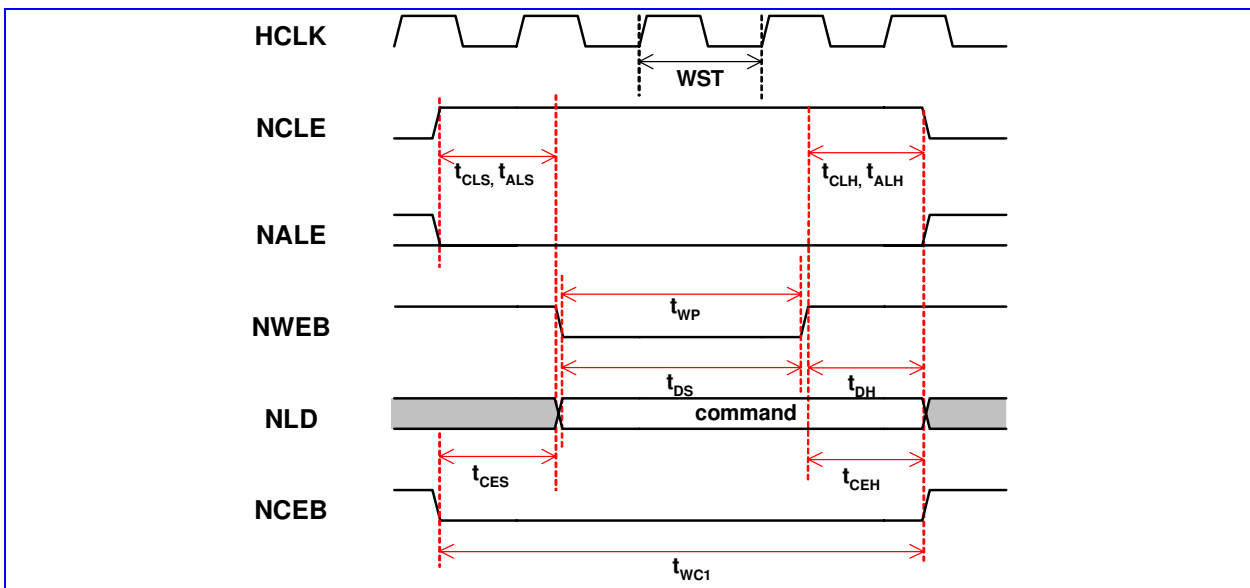 HCLK
WST
NCLE
tCLS, tALS
tCLH, tALH
NALE
tWP
NWEB
tDS
tDH
NLD
command
tCES
tCEH
NCEB
tWC1